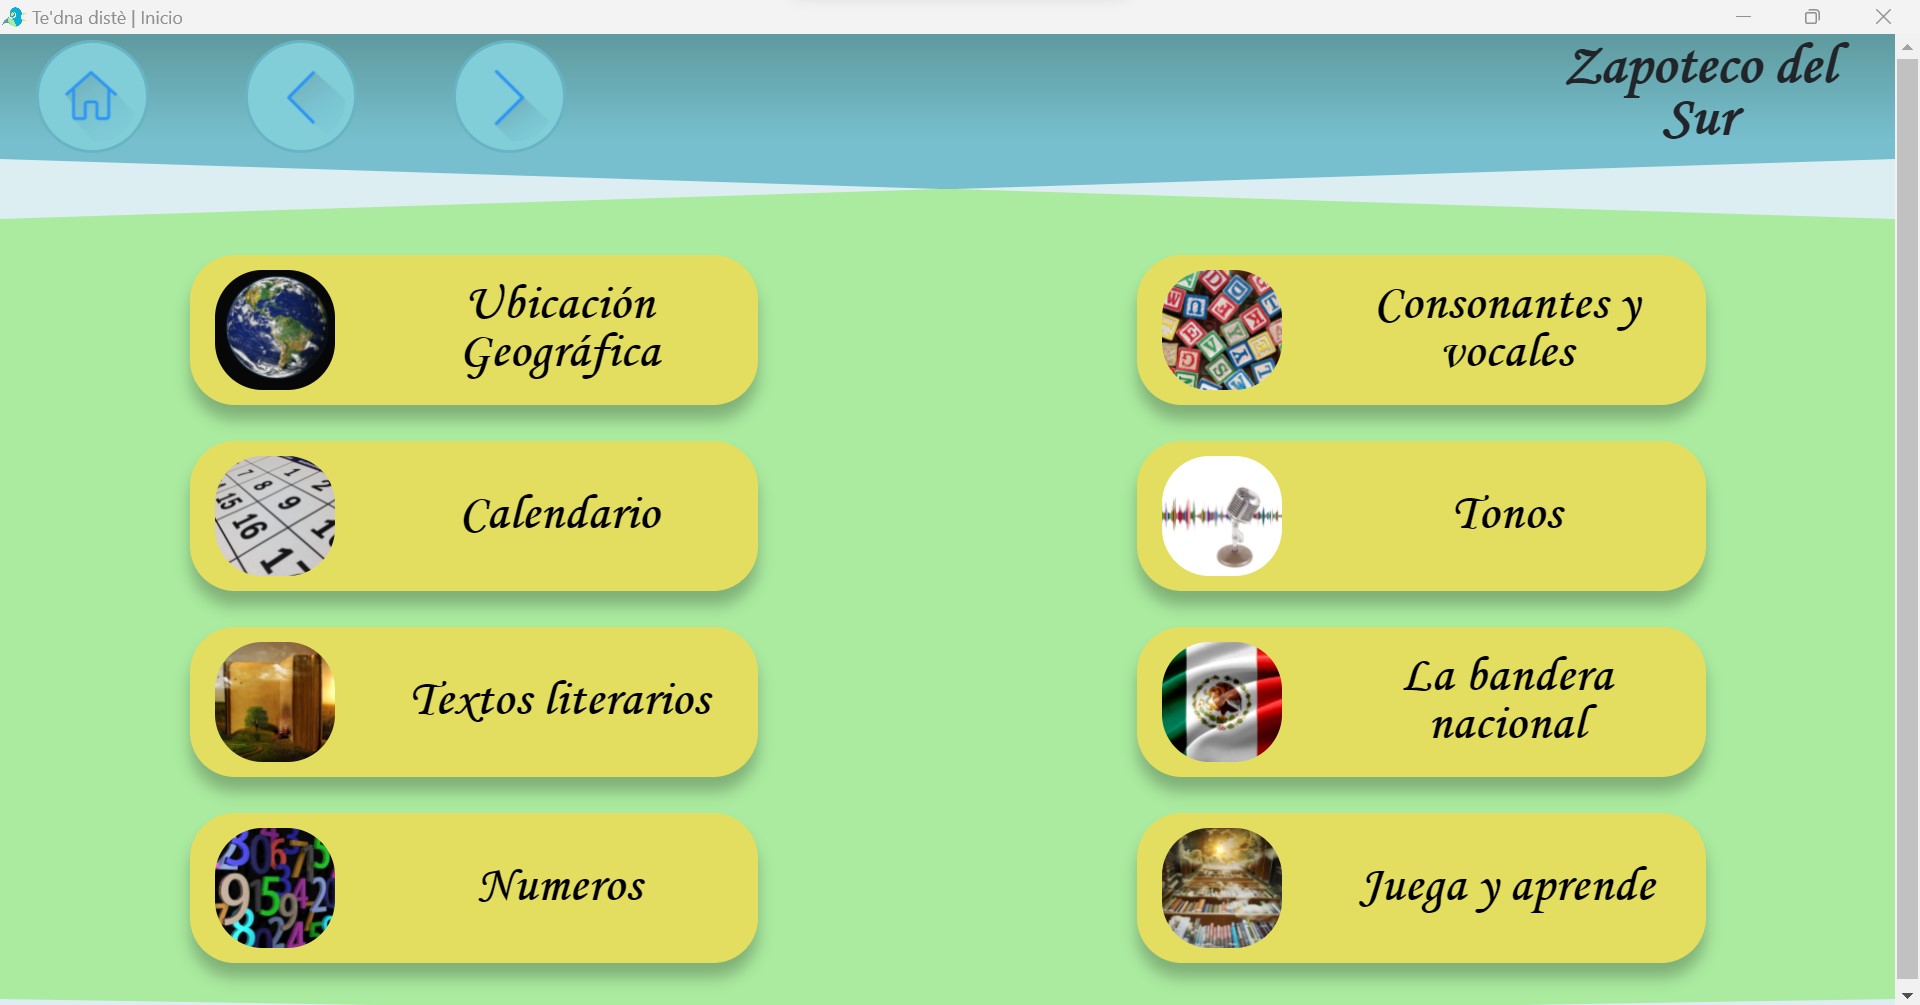 Te'dna distè | Inicio
Zapoteco del
Sur
Ubicación
Geográfica
Consonantes y
vocales
Calendario
Tonos
Textos literarios
La bandera
nacional
Numeros
Juega y aprende